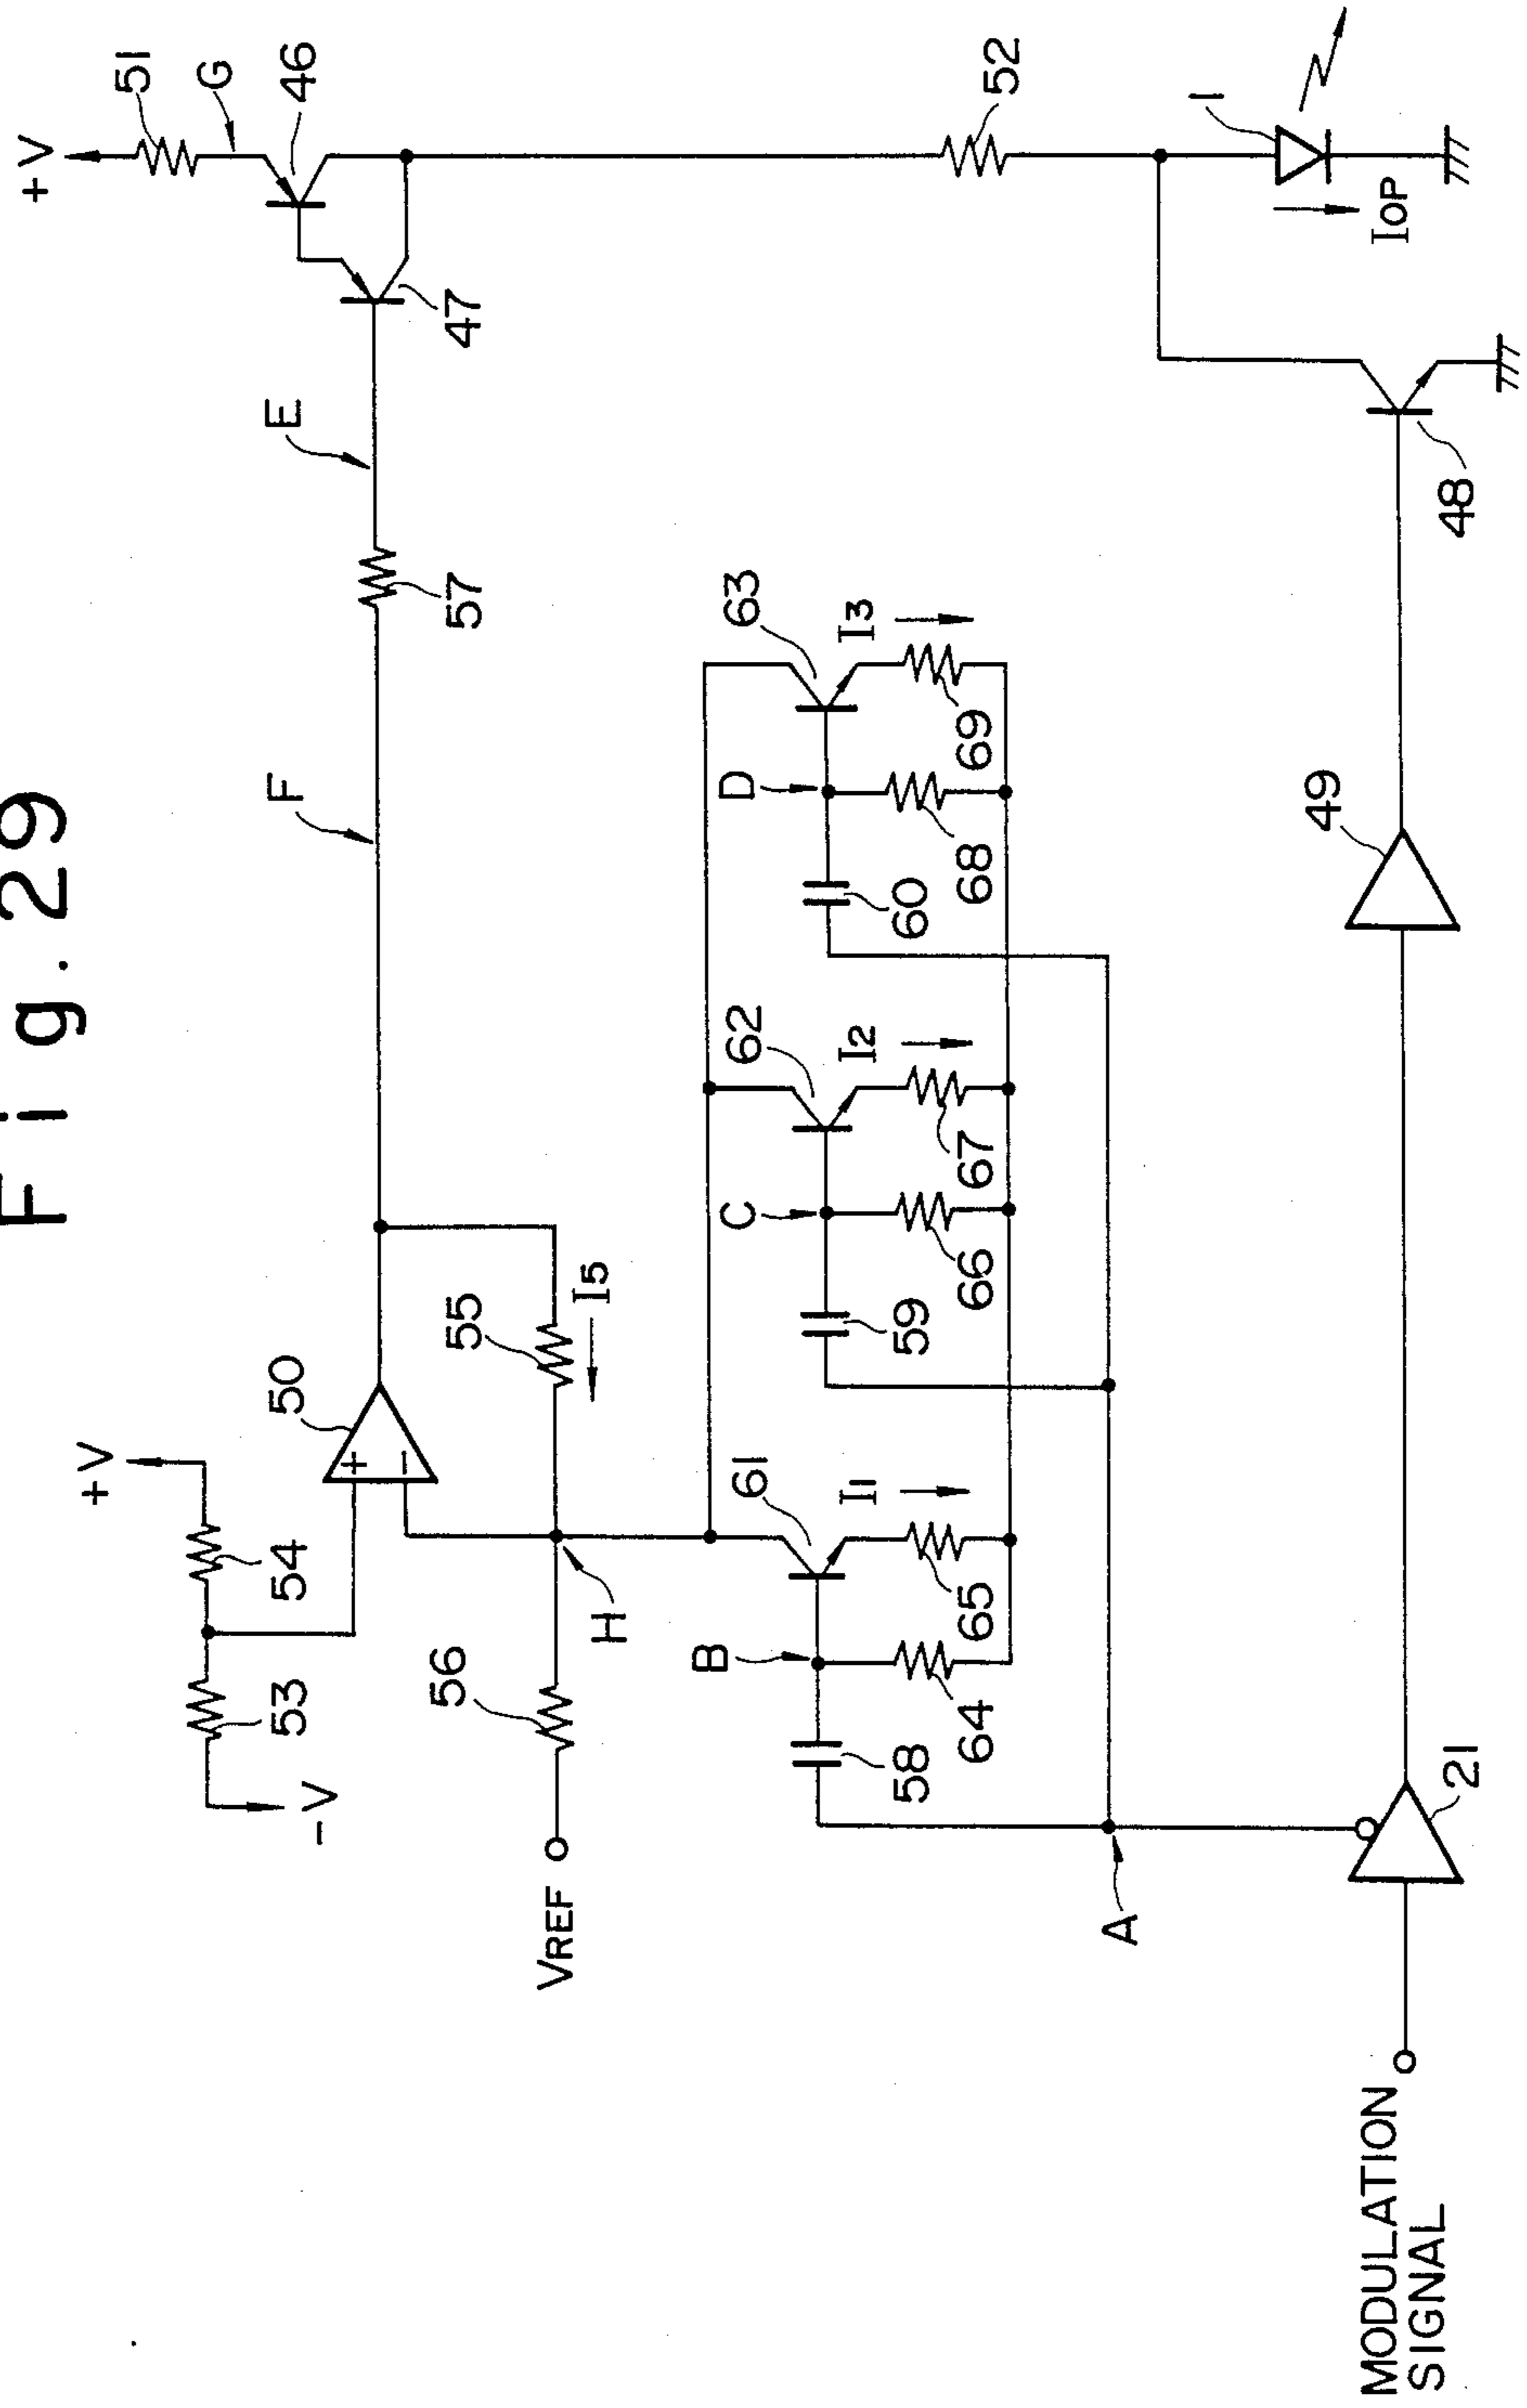 Fig. 29
+V
51
G
46
47
E
57
F
52
1
IOP
48
+V
54
53
-V
50
55
I5
56
VREF
H
61
62
63
I1
I2
I3
B
C
D
58
59
60
64
65
66
67
68
69
A
49
21
MODULATION
SIGNAL